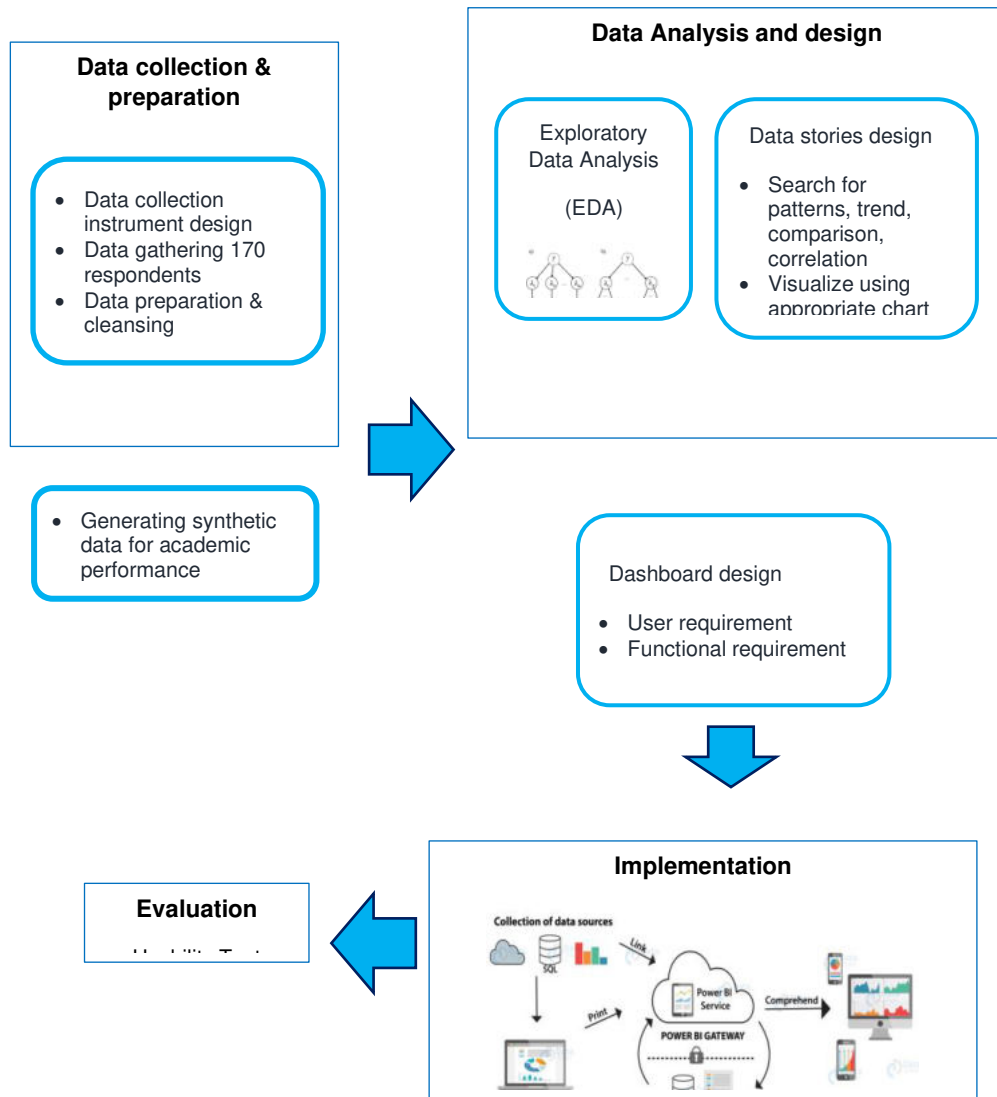 Data collection &
preparation
• Data collection
instrument design
• Data gathering 170
respondents
• Data preparation &
cleansing
• Generating synthetic
data for academic
performance
Data Analysis and design
Exploratory
Data Analysis
(EDA)
Data stories design
• Search for
patterns, trend,
comparison,
correlation
• Visualize using
appropriate chart
Dashboard design
• User requirement
• Functional requirement
Implementation
Collection of data sources
SQL
Link
Print
Power BI
Service
Comprehend
POWER BI GATEWAY
Evaluation